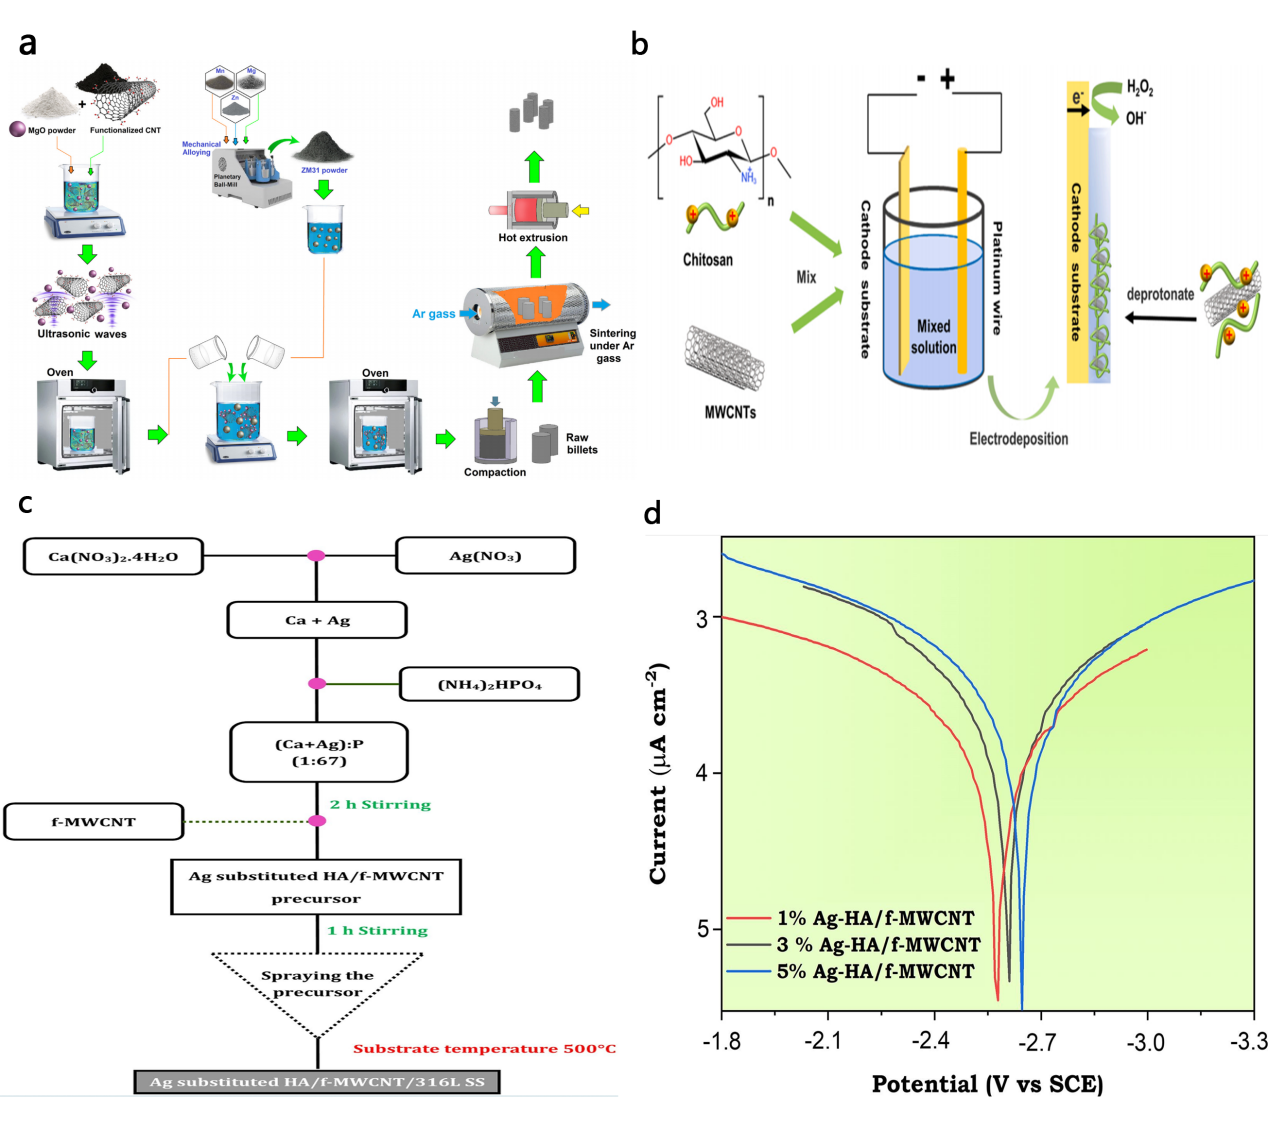 a
MgO powder
+
Functionalized CNT
Mn
Mg
Zn
Mechanical
Alloying
Planetary
Ball-Mill
ZM31 powder
Ultrasonic waves
Oven
Oven
Compaction
Raw
billets
Ar gass
Sintering
under Ar
gass
Hot extrusion
b
OH
O
HO
O
O
NH₃
+
n
Chitosan
Mix
MWCNTs
- +
Cathode substrate
Platinum wire
Mixed
solution
Electrodeposition
e⁻
H₂O₂
OH⁻
Cathode substrate
deprotonate
c
Ca(NO₃)₂.4H₂O
Ag(NO₃)
Ca + Ag
(NH₄)₂HPO₄
(Ca+Ag):P
(1:67)
2 h Stirring
f-MWCNT
Ag substituted HA/f-MWCNT
precursor
1 h Stirring
Spraying the
precursor
Substrate temperature 500°C
Ag substituted HA/f-MWCNT/316L SS
d
3
4
5
Current (μA cm⁻²)
1% Ag-HA/f-MWCNT
3 % Ag-HA/f-MWCNT
5% Ag-HA/f-MWCNT
-1.8 -2.1 -2.4 -2.7 -3.0 -3.3
Potential (V vs SCE)